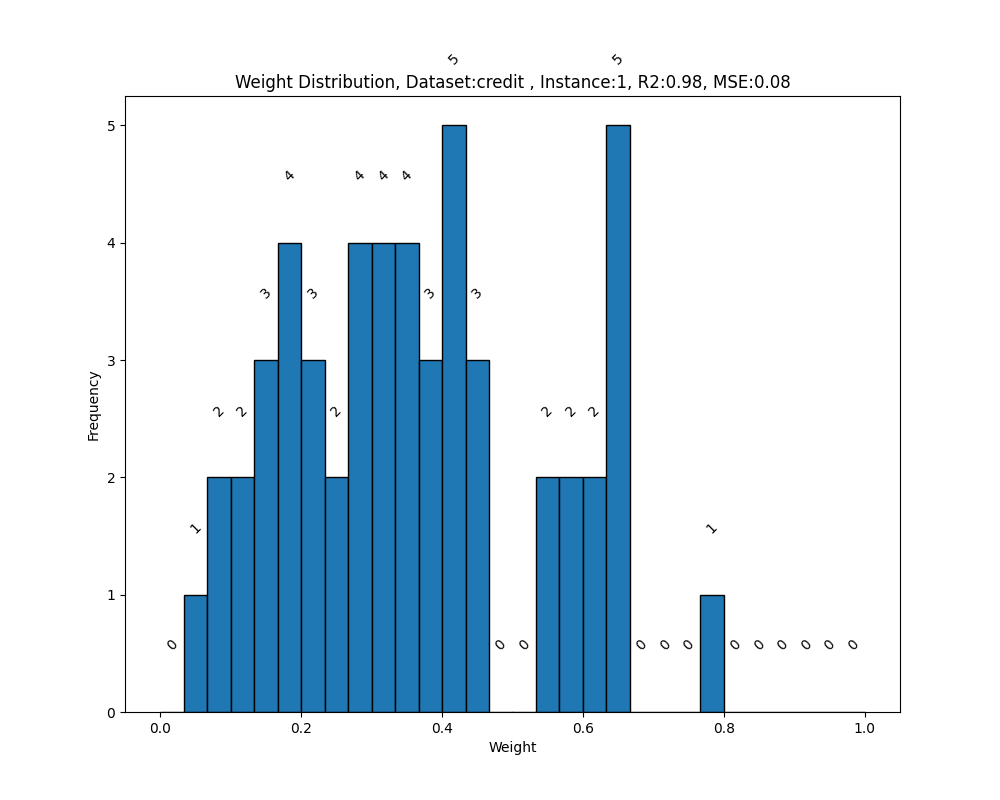 5 5
Weight Distribution, Dataset:credit , Instance:1, R2:0.98, MSE:0.08
5
4 4 4 4
4
3 3 3 3
3
2 2 2 2 2 2
2
1 1
1
0 0 0 0 0 0 0 0 0 0 0 0
0
0.0 0.2 0.4 0.6 0.8 1.0
Frequency
Weight